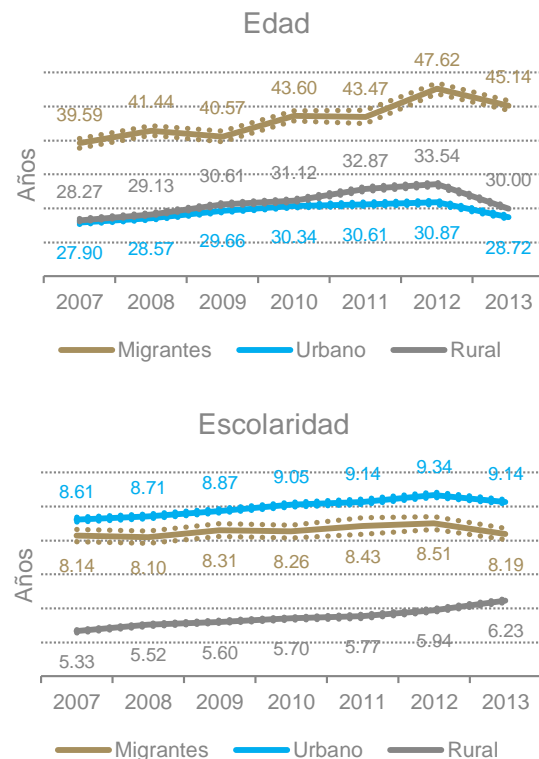 Edad
47.62
45.14
43.60 43.47
41.44
39.59 40.57
32.87 33.54
30.61 31.12
28.27 29.13 30.00
Años
27.90 28.57 29.66 30.34 30.61 30.87 28.72
2007 2008 2009 2010 2011 2012 2013
Migrantes Urbano Rural
Escolaridad
8.61 8.71 8.87 9.05 9.14 9.34 9.14
8.14 8.10 8.31 8.26 8.43 8.51 8.19
Años
5.33 5.52 5.60 5.70 5.77 5.94 6.23
2007 2008 2009 2010 2011 2012 2013
Migrantes Urbano Rural